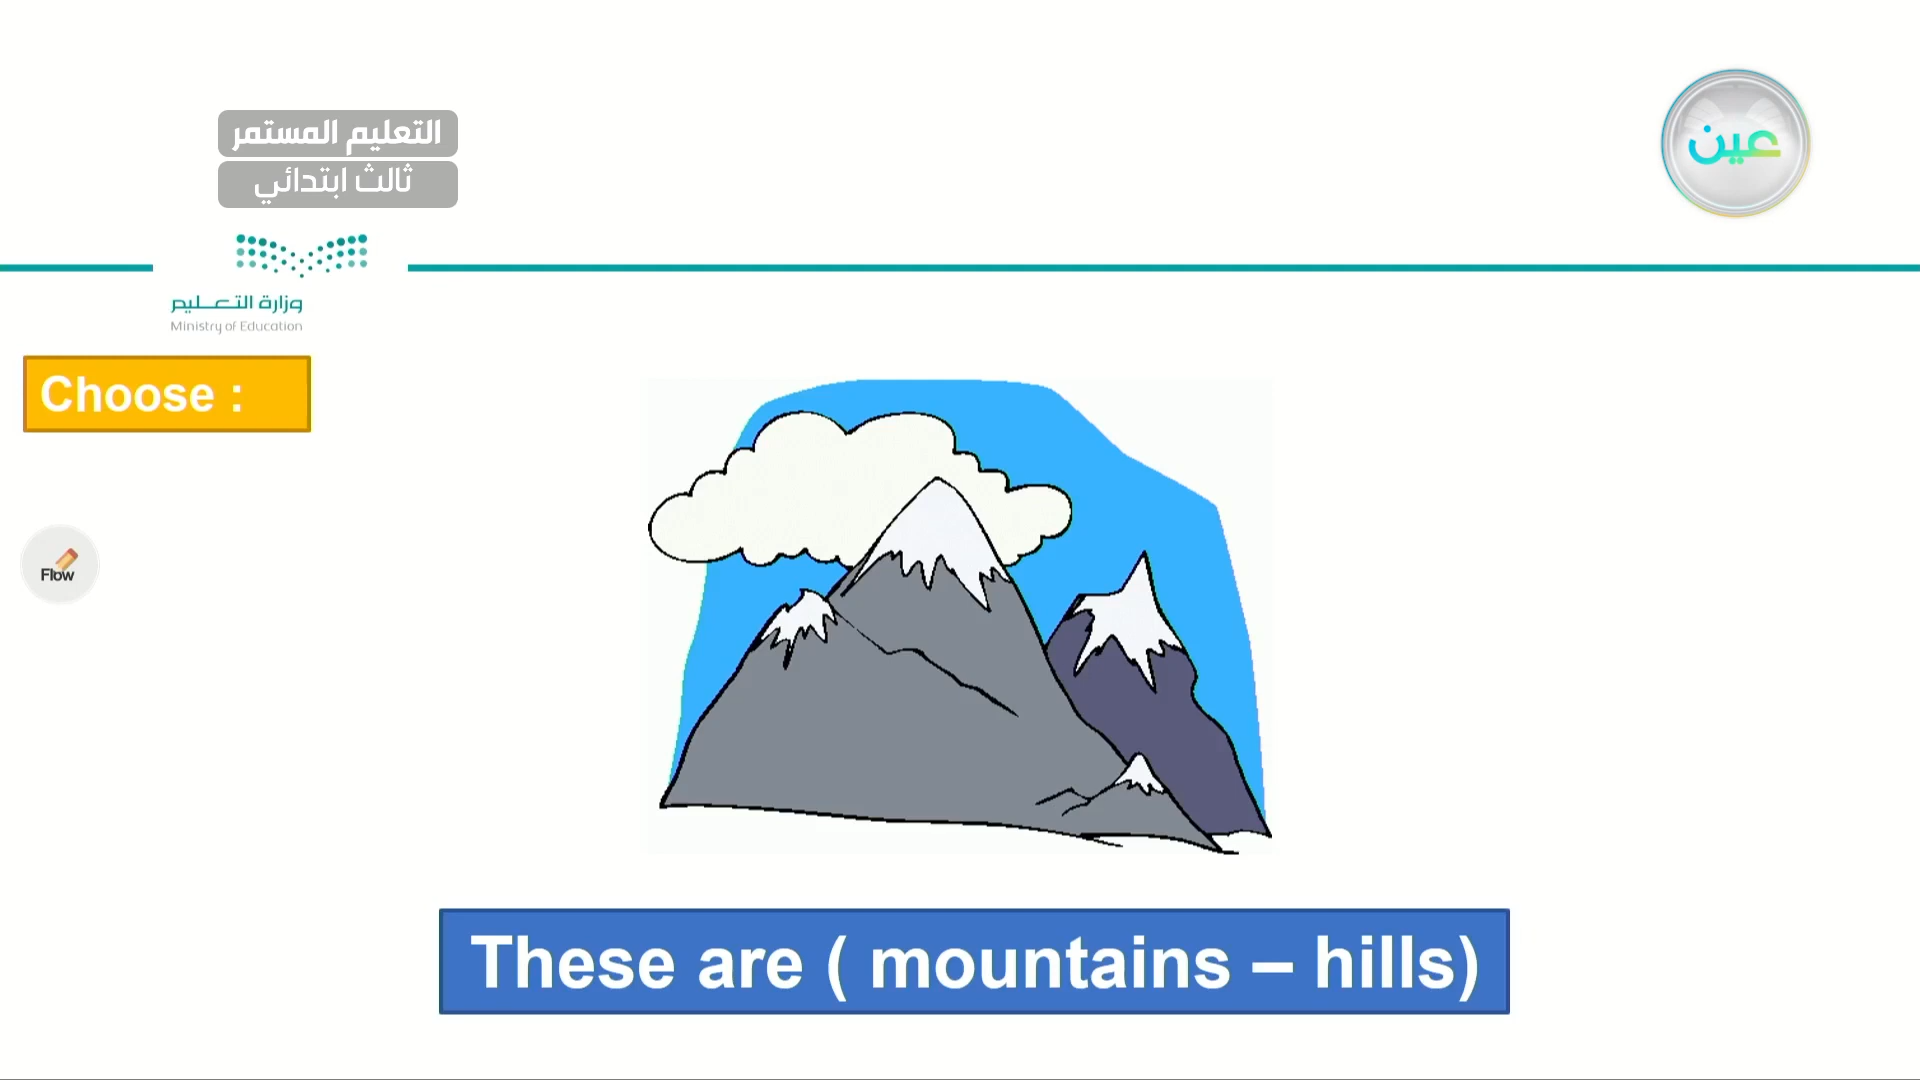 التعليم المستمر
ثالث ابتدائي
عين
وزارة التعليم
Ministry of Education
Choose :
Flow
These are ( mountains – hills)